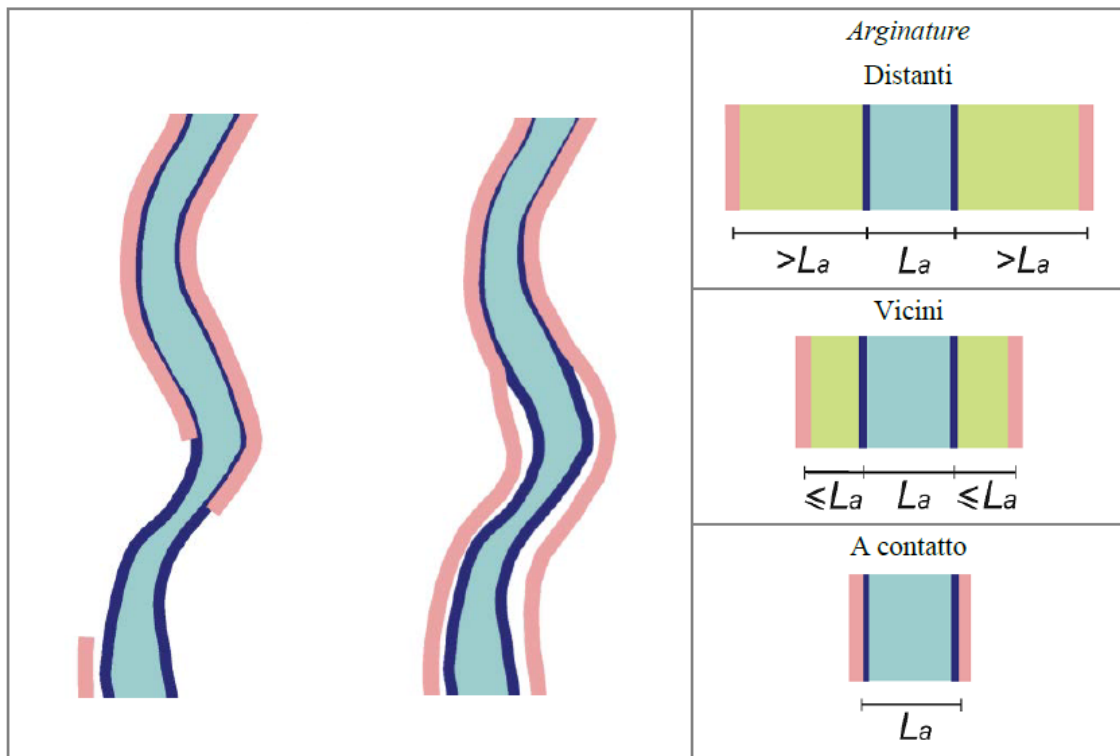 Arginature
Distanti
>La La >La
Vicini
⩽La La ⩽La
A contatto
La